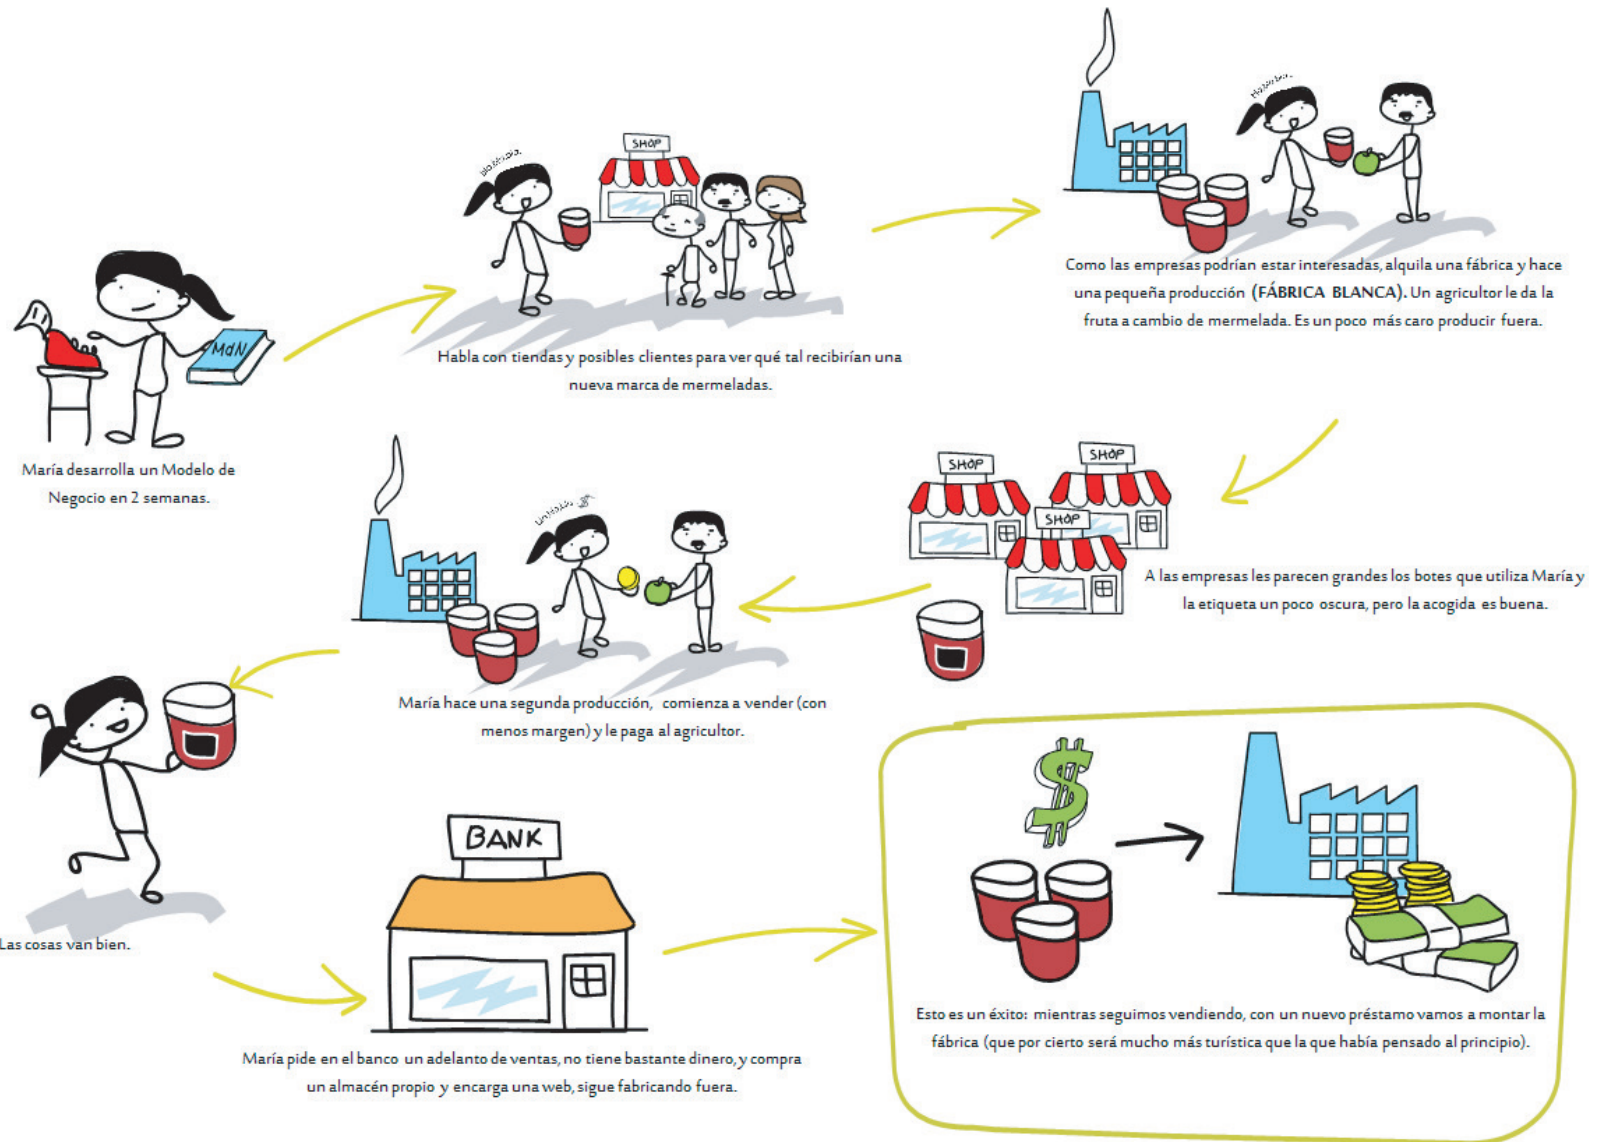 MdN
María desarrolla un Modelo de
Negocio en 2 semanas.
SHOP
Habla con tiendas y posibles clientes para ver qué tal recibirían una
nueva marca de mermeladas.
Como las empresas podrían estar interesadas, alquila una fábrica y hace
una pequeña producción (FÁBRICA BLANCA). Un agricultor le da la
fruta a cambio de mermelada. Es un poco más caro producir fuera.
SHOP
SHOP
SHOP
A las empresas les parecen grandes los botes que utiliza María y
la etiqueta un poco oscura, pero la acogida es buena.
$
María hace una segunda producción, comienza a vender (con
menos margen) y le paga al agricultor.
Las cosas van bien.
BANK
María pide en el banco un adelanto de ventas, no tiene bastante dinero, y compra
un almacén propio y encarga una web, sigue fabricando fuera.
$
Esto es un éxito: mientras seguimos vendiendo, con un nuevo préstamo vamos a montar la
fábrica (que por cierto será mucho más turística que la que había pensado al principio).